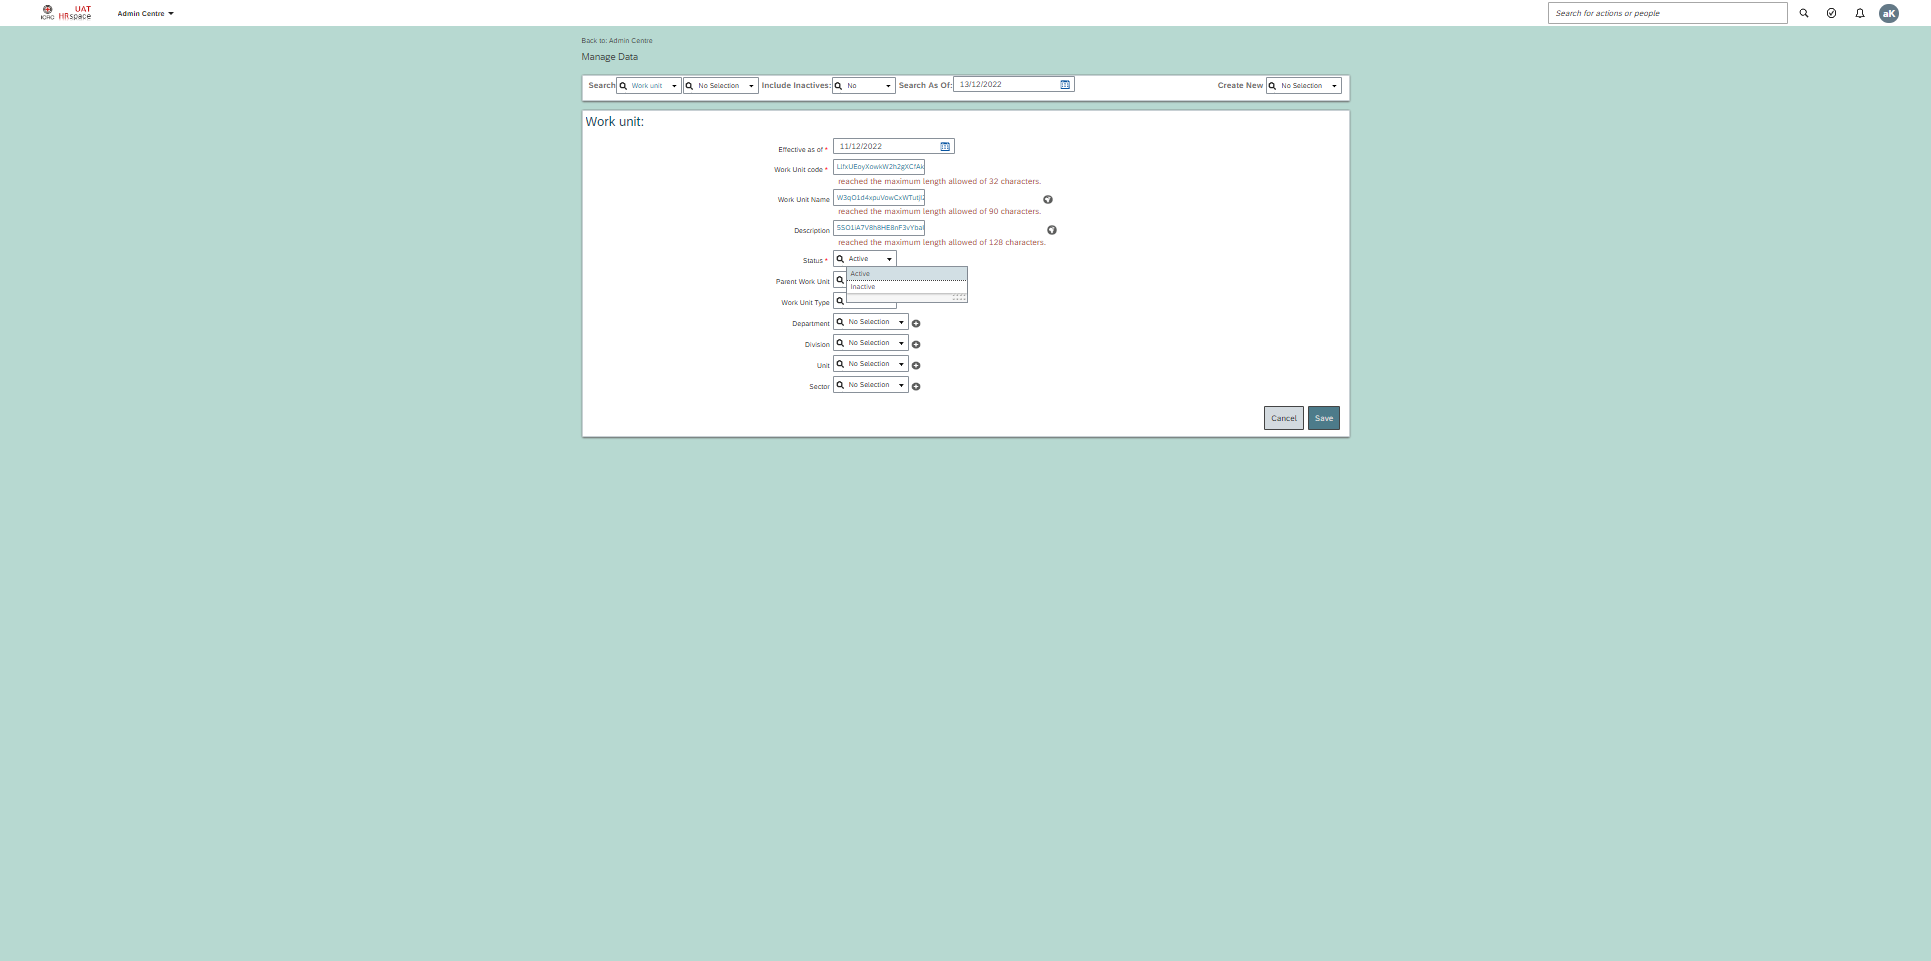 ICRC
UAT
HRspace
Admin Centre
Search for actions or people
aK
Back to: Admin Centre
Manage Data
Search Work unit No Selection Include Inactives: No Search As Of: 13/12/2022 Create New No Selection
Work unit:
Effective as of * 11/12/2022
Work Unit code *
reached the maximum length allowed of 32 characters.
Work Unit Name
reached the maximum length allowed of 90 characters.
Description
reached the maximum length allowed of 128 characters.
Status * Active
Active
Inactive
Parent Work Unit
Work Unit Type
Department No Selection
Division No Selection
Unit No Selection
Sector No Selection
Cancel Save